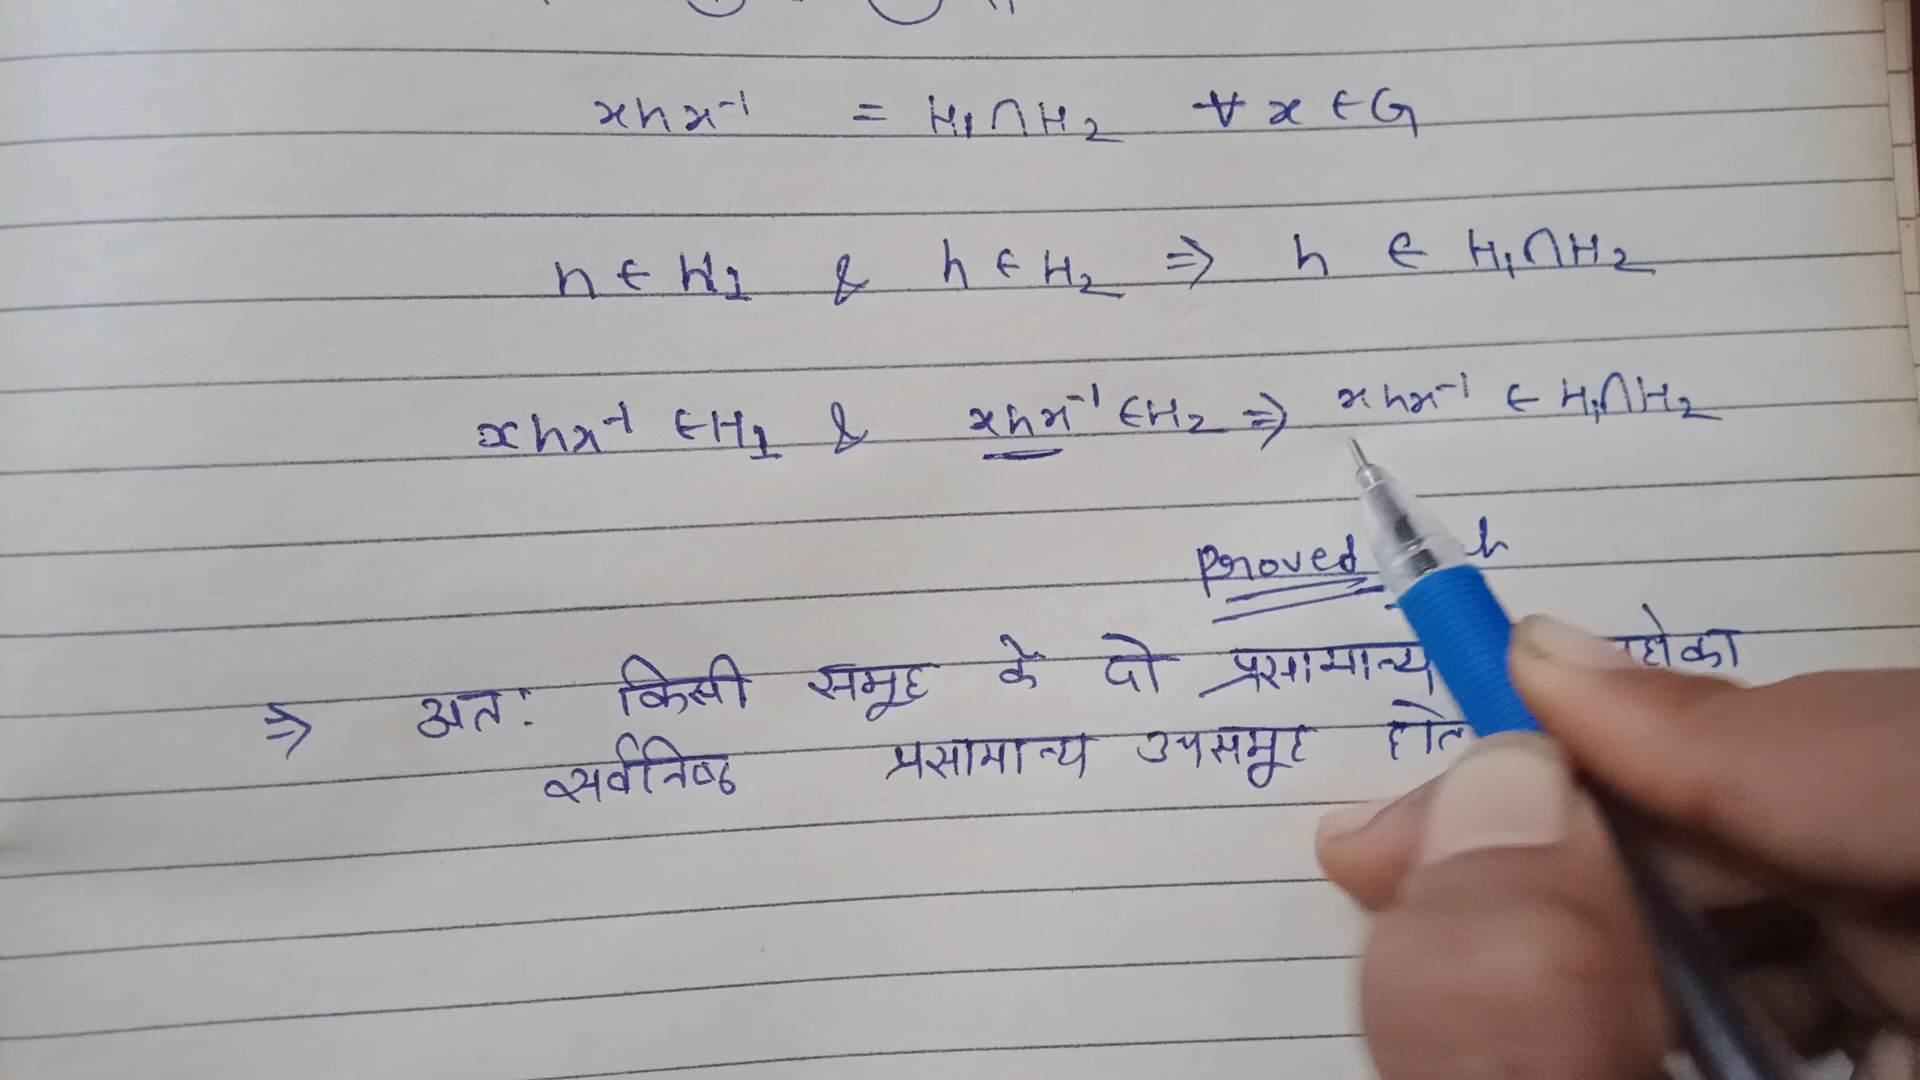 xhx⁻¹ = H₁∩H₂ ∀ x ∈ G
h ∈ H₁ & h ∈ H₂ ⇒ h ∈ H₁∩H₂
xhx⁻¹ ∈ H₁ & xhx⁻¹ ∈ H₂ ⇒ xhx⁻¹ ∈ H₁∩H₂
Proved
⇒ अतः किसी समूह के दो प्रसामान्य
सर्वनिष्ठ प्रसामान्य उपसमूह